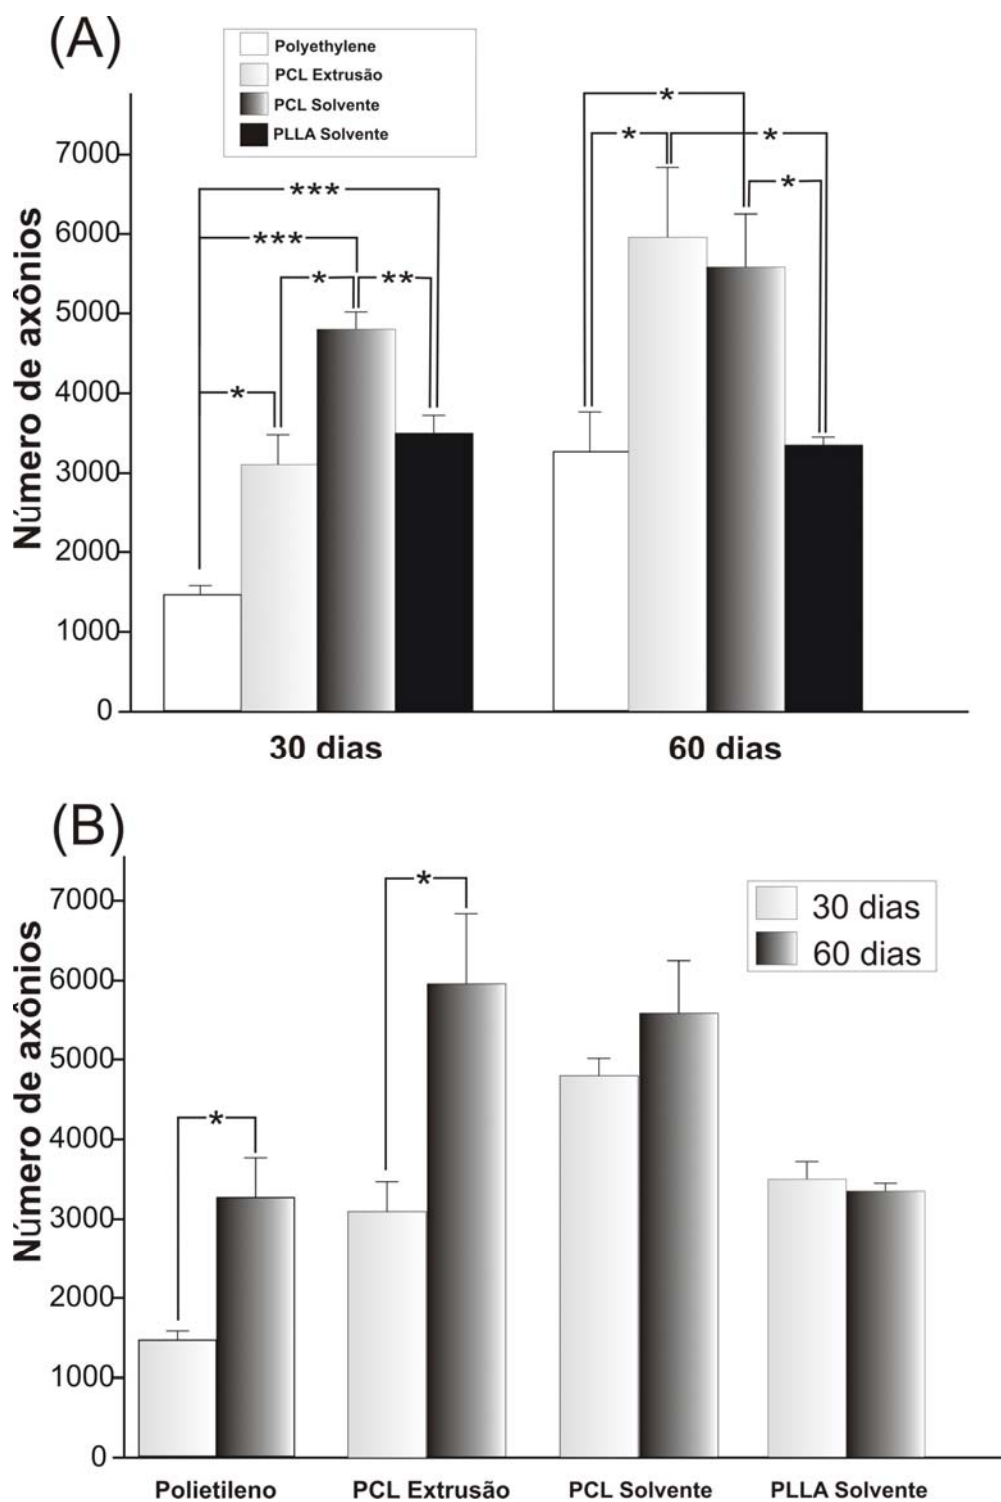 (A)
Polyethylene
PCL Extrusão
PCL Solvente
PLLA Solvente
Número de axônios
7000
6000
5000
4000
3000
2000
1000
0
***
***
*
**
*
*
*
*
*
30 dias
60 dias
(B)
30 dias
60 dias
Número de axônios
7000
6000
5000
4000
3000
2000
1000
0
*
*
Polietileno
PCL Extrusão
PCL Solvente
PLLA Solvente